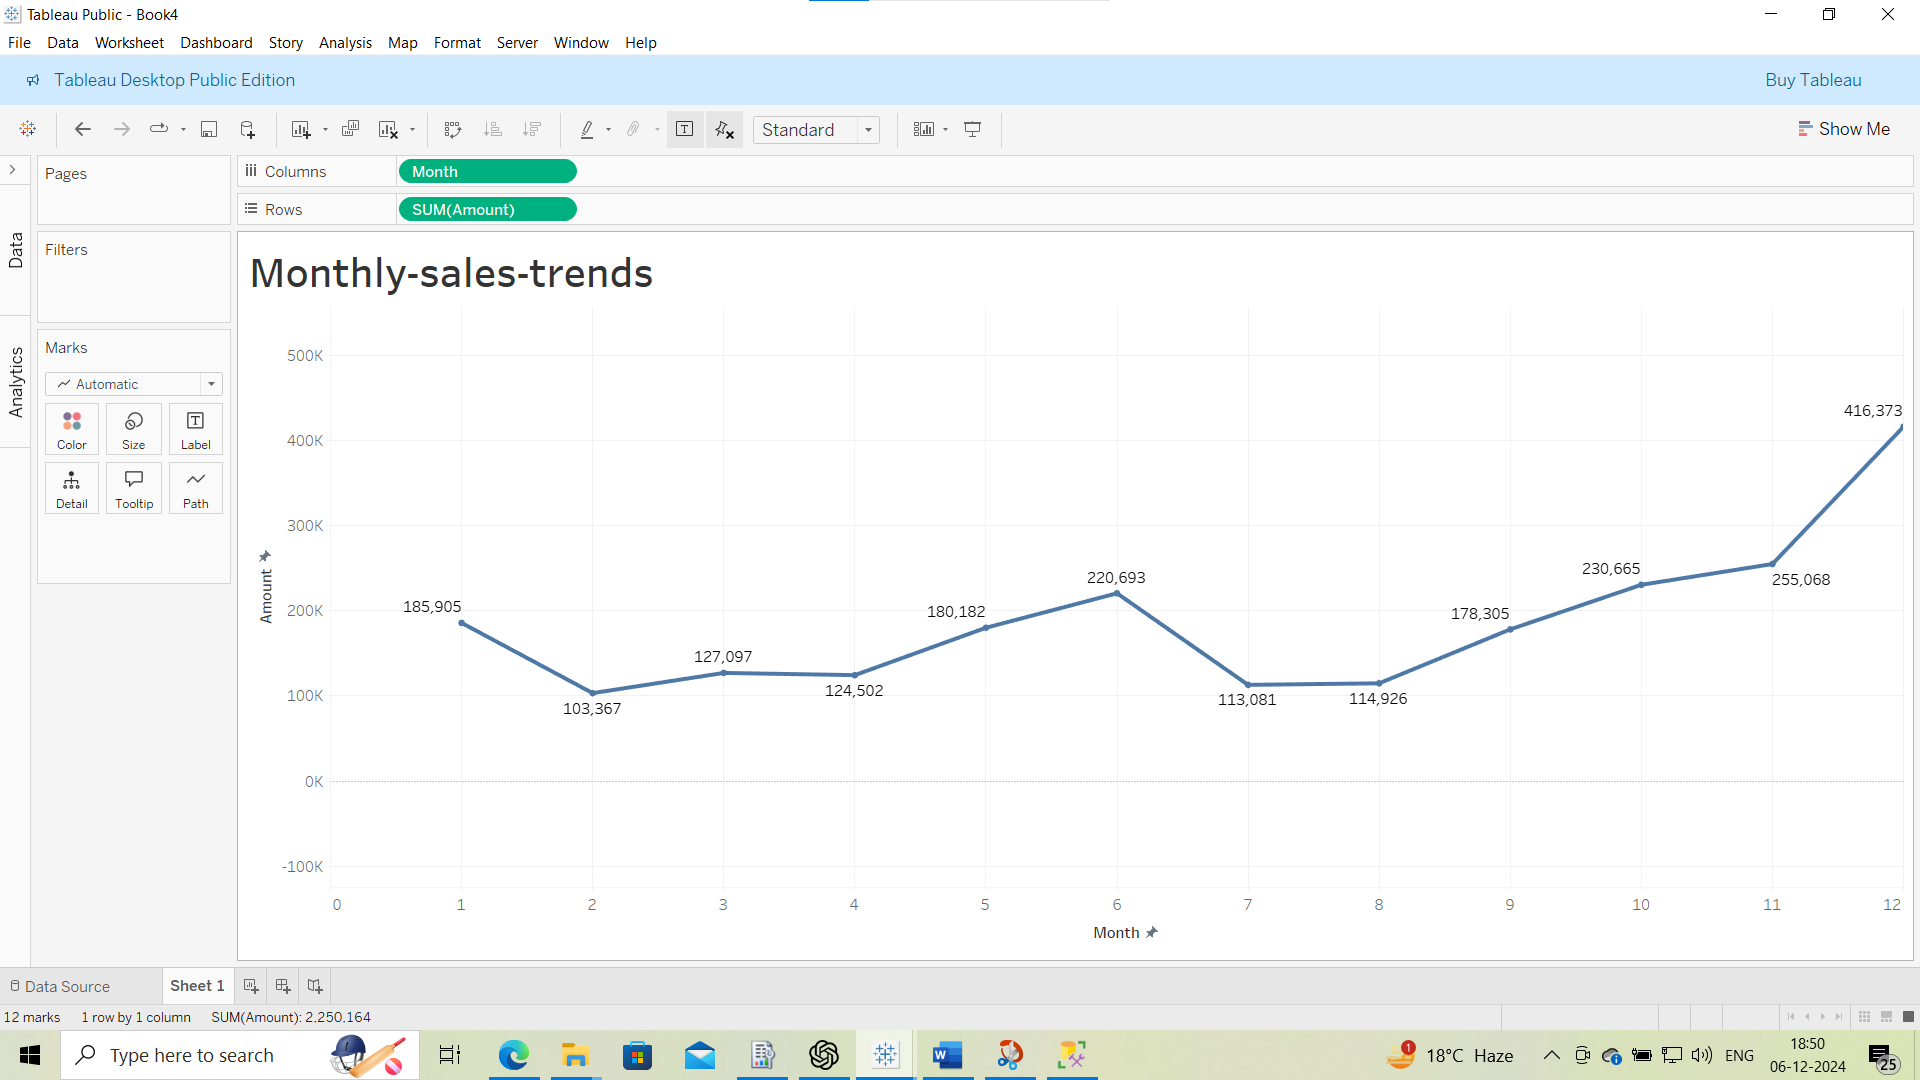 Tableau Public - Book4
File Data Worksheet Dashboard Story Analysis Map Format Server Window Help
Tableau Desktop Public Edition
Buy Tableau
Standard
Show Me
Data
Analytics
Pages
Filters
Marks
Automatic
Color Size Label
Detail Tooltip Path
Columns Month
Rows SUM(Amount)
Monthly-sales-trends
Amount
500K
400K
300K
200K
100K
0K
-100K
185,905
103,367
127,097
124,502
180,182
220,693
113,081
114,926
178,305
230,665
255,068
416,373
0 1 2 3 4 5 6 7 8 9 10 11 12
Month
Data Source Sheet 1
12 marks 1 row by 1 column SUM(Amount): 2,250,164
Type here to search
1
18°C Haze
ENG
18:50
06-12-2024
25